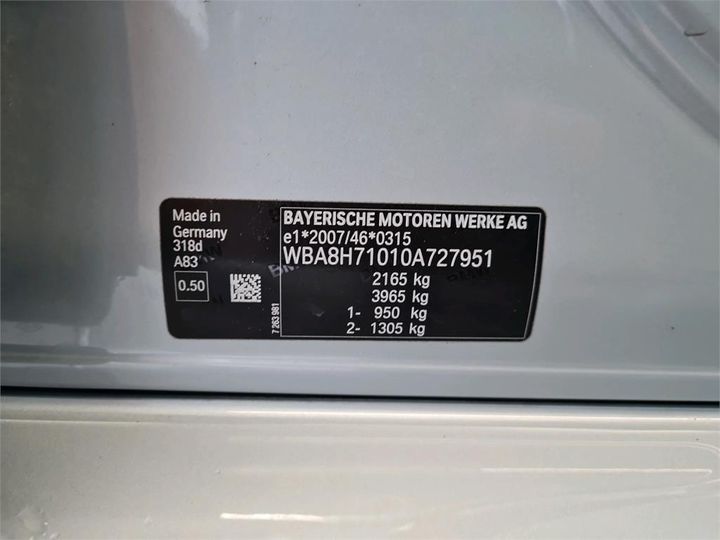 Made in
Germany
318d
A83
0.50
7 263 981
BAYERISCHE MOTOREN WERKE AG
e1*2007/46*0315
WBA8H71010A727951
2165 kg
3965 kg
1- 950 kg
2- 1305 kg